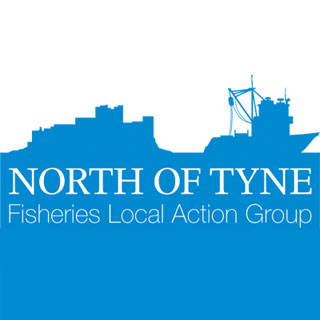 NORTH OF TYNE
Fisheries Local Action Group